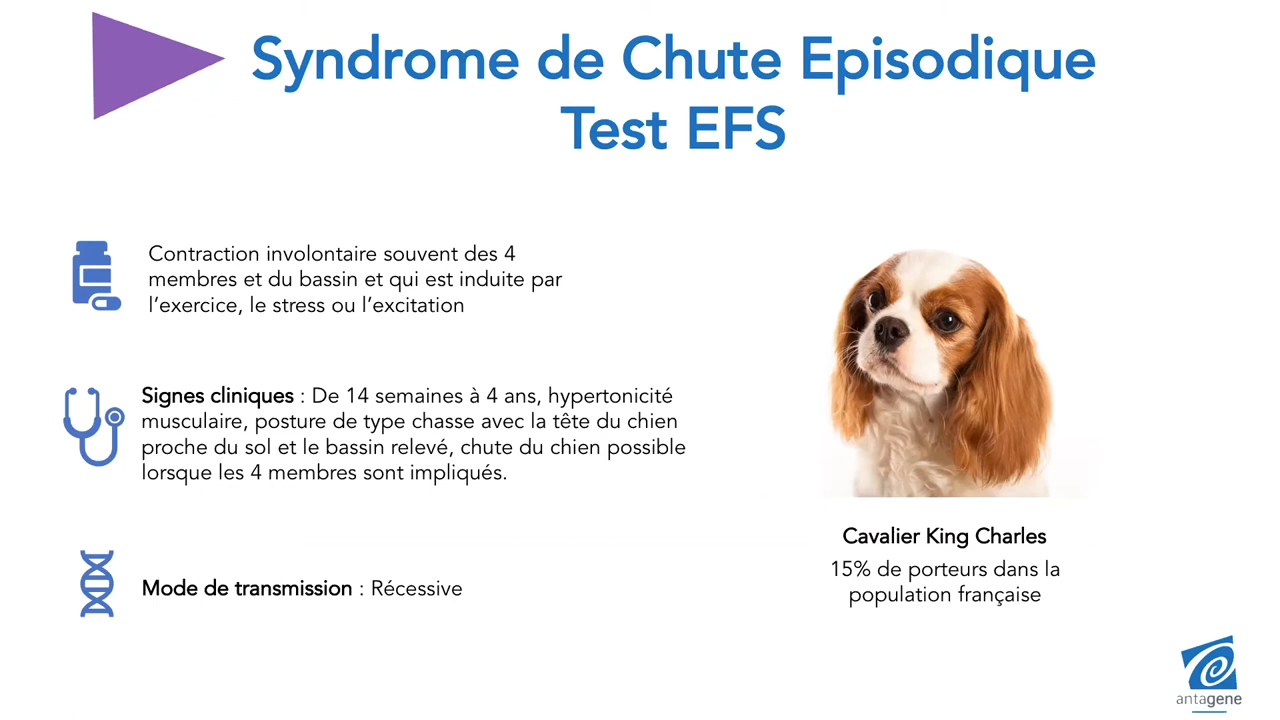 Syndrome de Chute Episodique
Test EFS
Contraction involontaire souvent des 4
membres et du bassin et qui est induite par
l’exercice, le stress ou l’excitation
Signes cliniques : De 14 semaines à 4 ans, hypertonicité
musculaire, posture de type chasse avec la tête du chien
proche du sol et le bassin relevé, chute du chien possible
lorsque les 4 membres sont impliqués.
Mode de transmission : Récessive
Cavalier King Charles
15% de porteurs dans la
population française
antagene